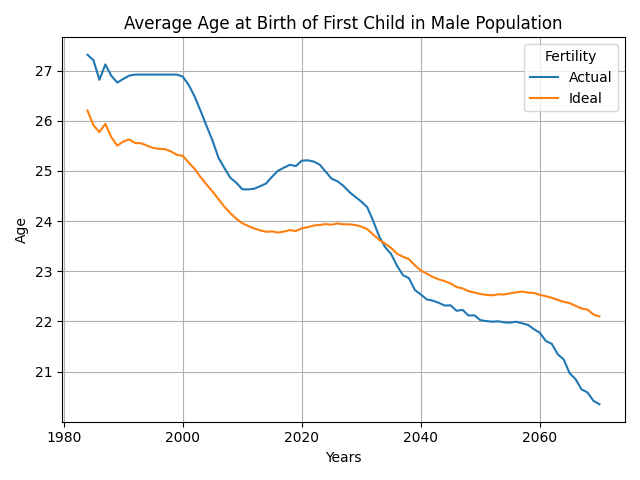 Average Age at Birth of First Child in Male Population
Fertility
Actual
Ideal
27
26
25
24
23
22
21
Age
1980
2000
2020
2040
2060
Years